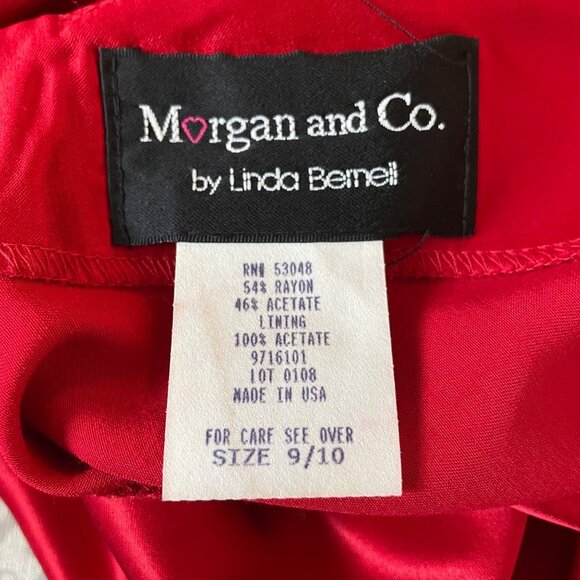 Morgan and Co.
by Linda Bernell
RN# 53048
54% RAYON
46% ACETATE
LINING
100% ACETATE
9716101
LOT 0108
MADE IN USA
FOR CARE SEE OVER
SIZE 9/10